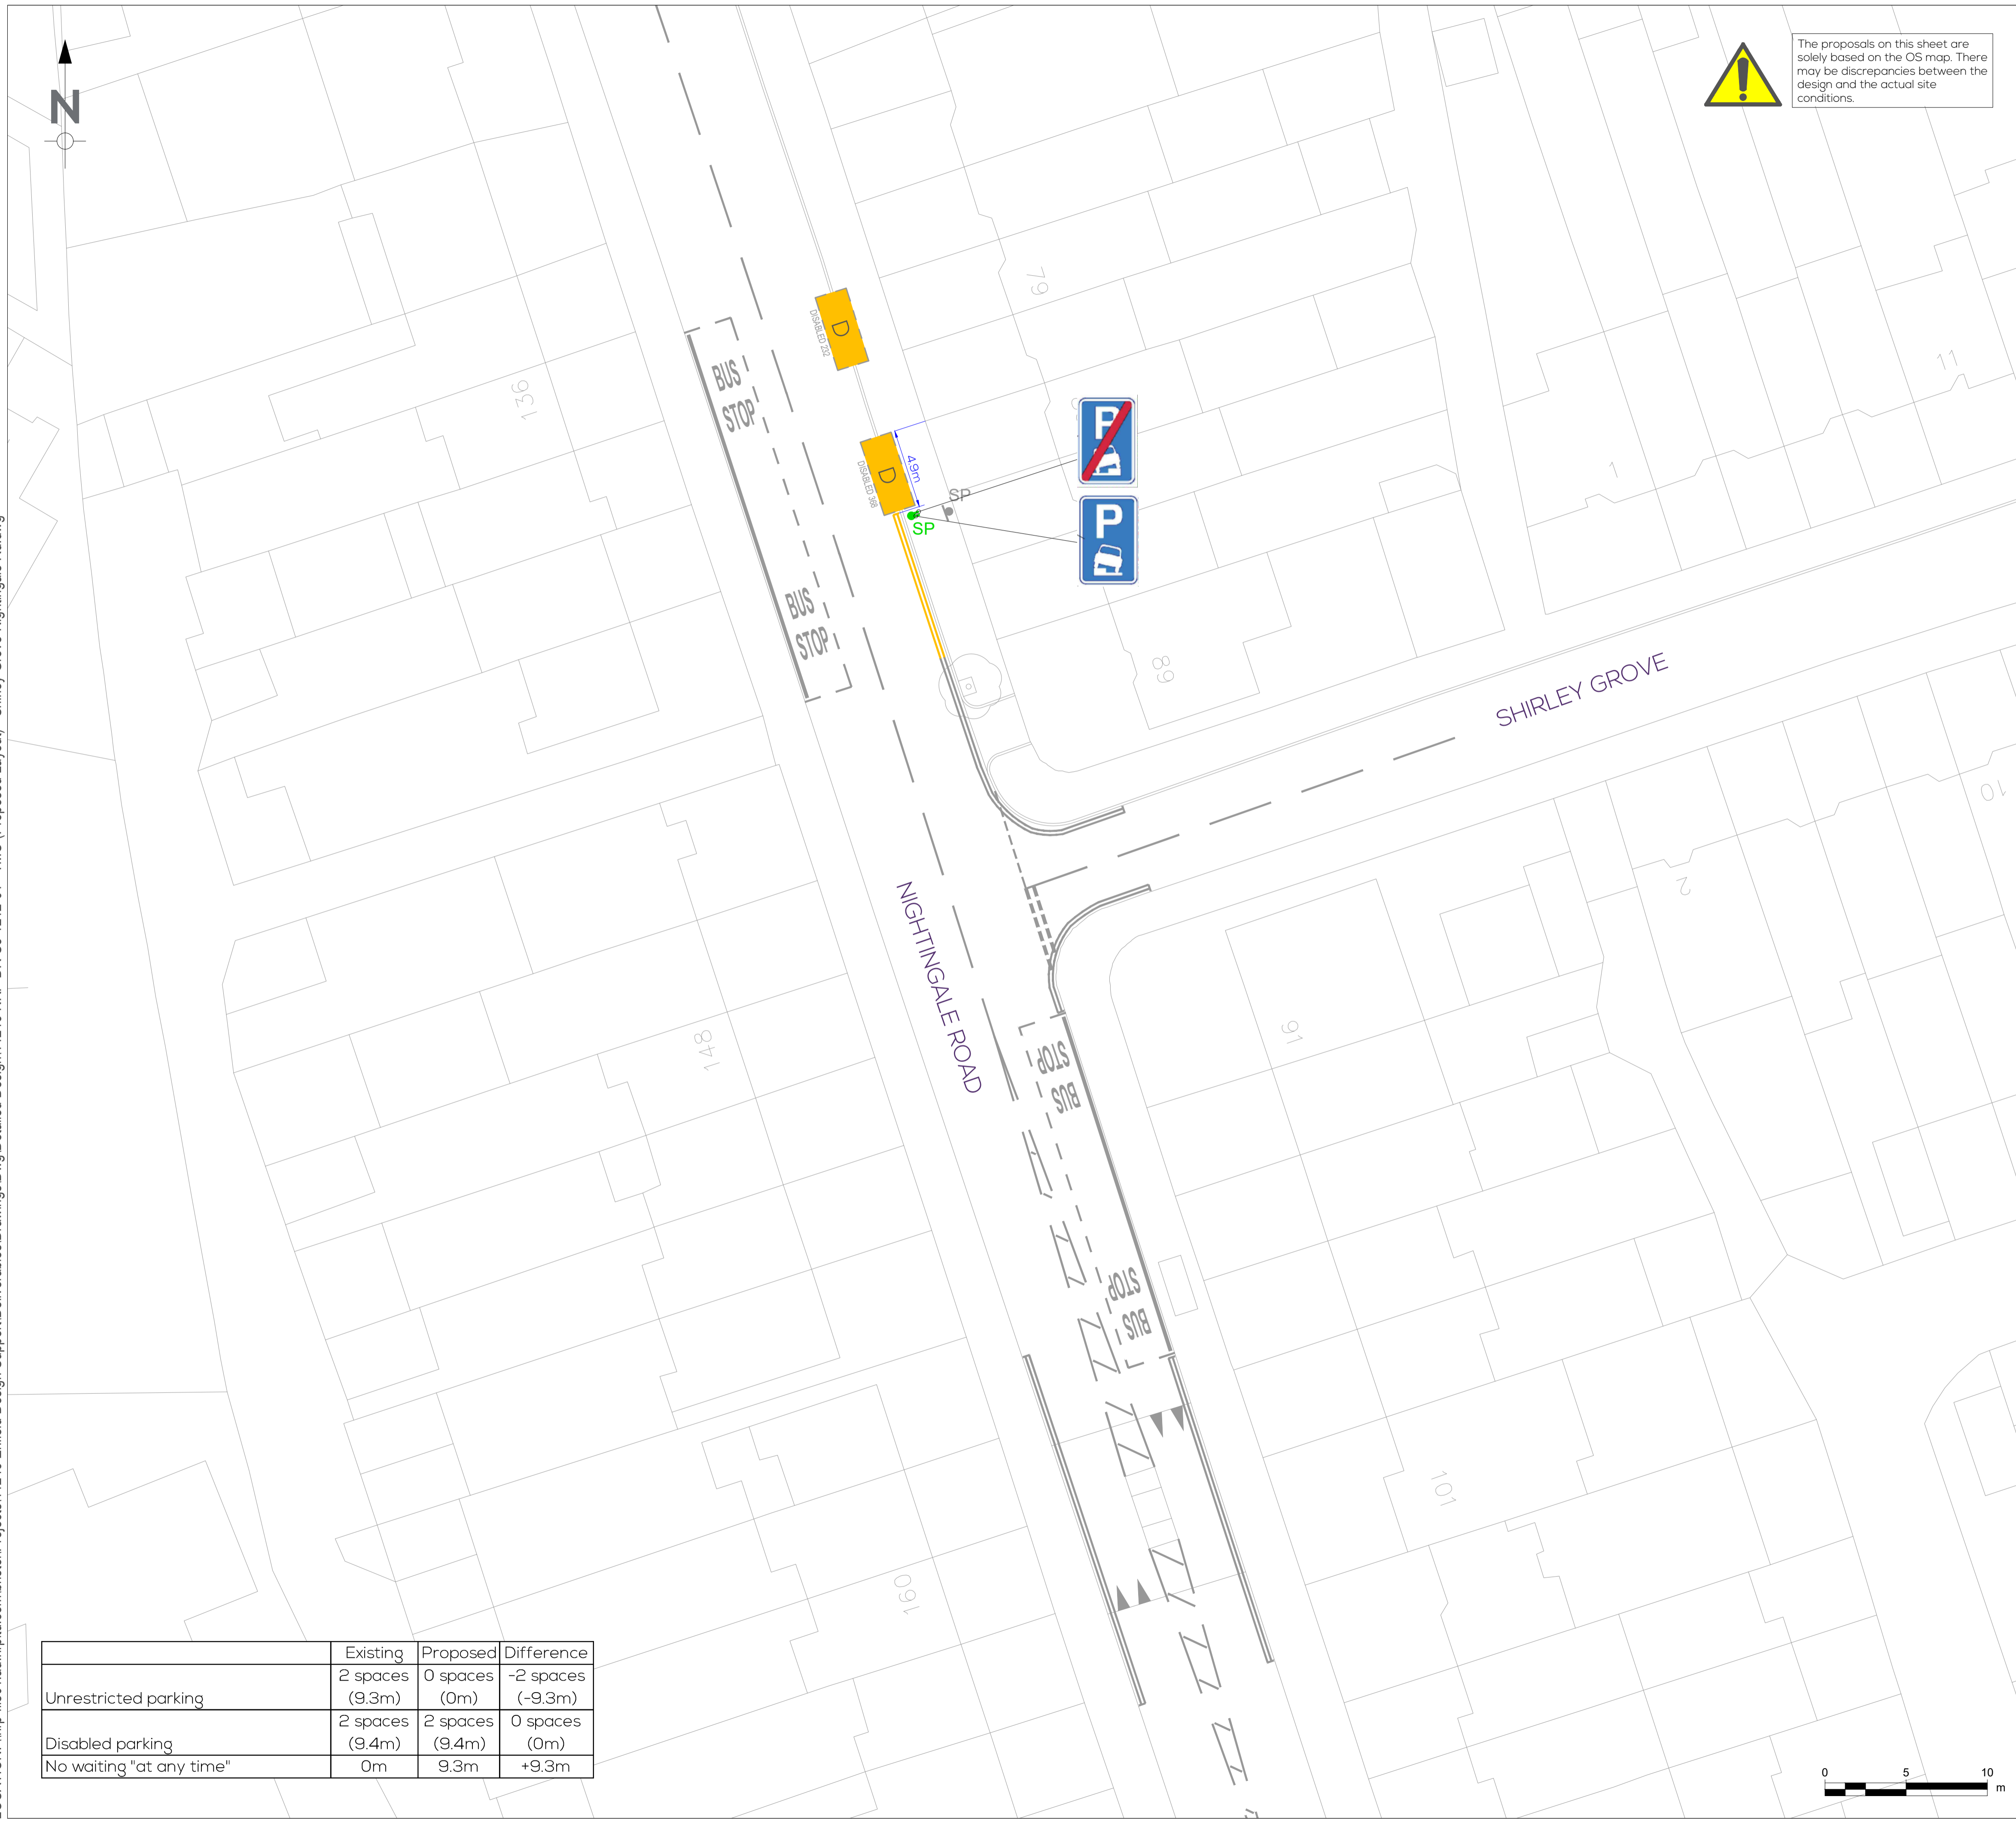 N
The proposals on this sheet are
solely based on the OS map. There
may be discrepancies between the
design and the actual site
conditions.
79
D
DISABLED 232
BUS
STOP
136
11
P
D
DISABLED 368
4.9m
SP
SP
P
1
BUS
STOP
89
SHIRLEY GROVE
10
2
NIGHTINGALE ROAD
91
148
BUS
STOP
BUS
STOP
101
160
Existing Proposed Difference
Unrestricted parking 2 spaces 0 spaces -2 spaces
(9.3m) (0m) (-9.3m)
Disabled parking 2 spaces 2 spaces 0 spaces
(9.4m) (9.4m) (0m)
No waiting "at any time" 0m 9.3m +9.3m
0 5 10
m